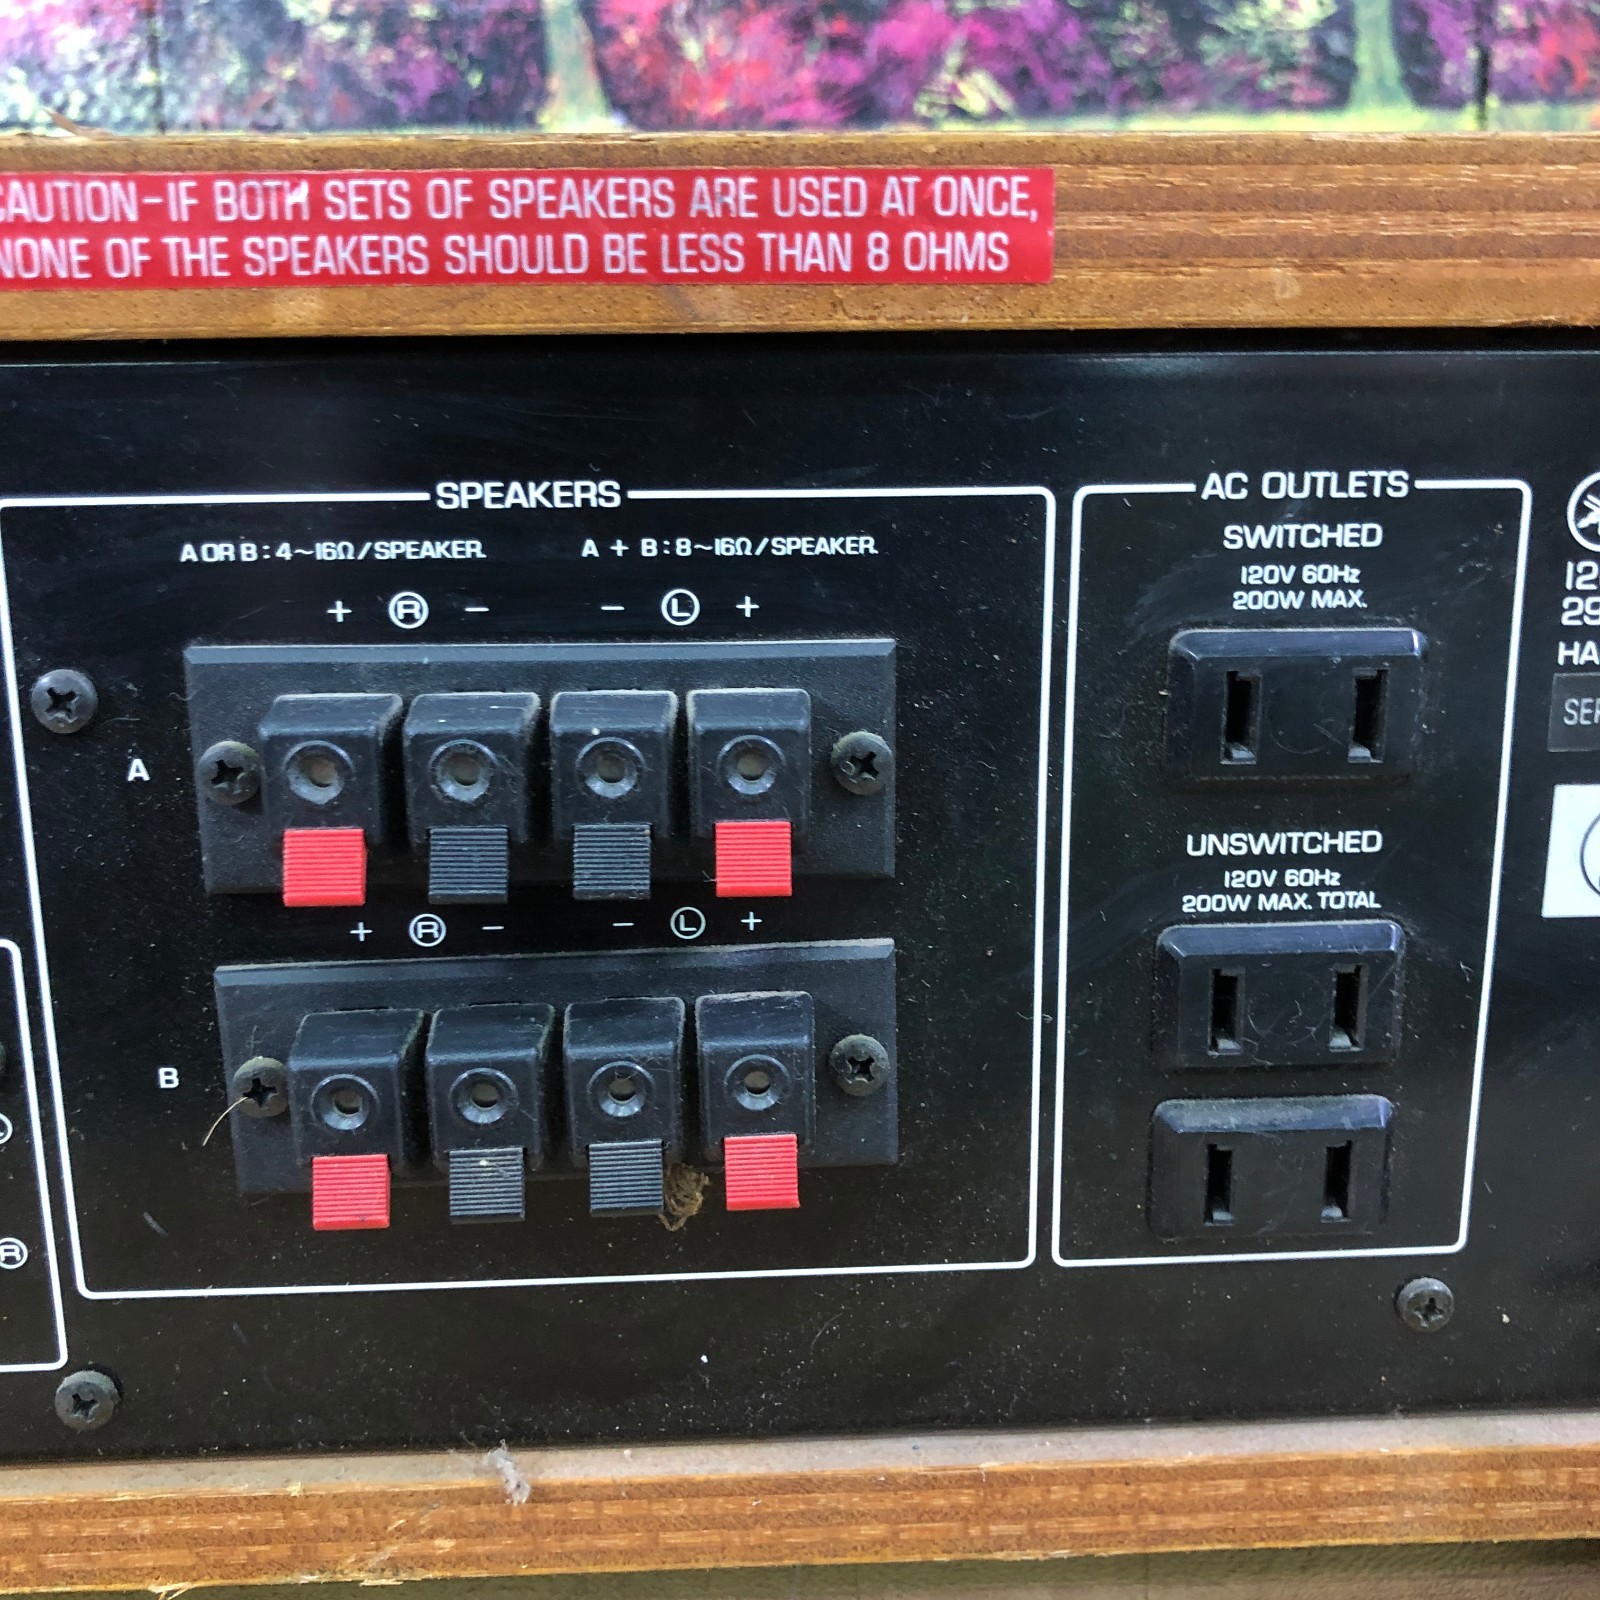 CAUTION-IF BOTH SETS OF SPEAKERS ARE USED AT ONCE,
NONE OF THE SPEAKERS SHOULD BE LESS THAN 8 OHMS
SPEAKERS
A OR B : 4~16Ω/SPEAKER. A + B : 8~16Ω/SPEAKER.
+ R - - L +
A
+ R - - L +
B
AC OUTLETS
SWITCHED
120V 60Hz
200W MAX.
UNSWITCHED
120V 60Hz
200W MAX. TOTAL
R